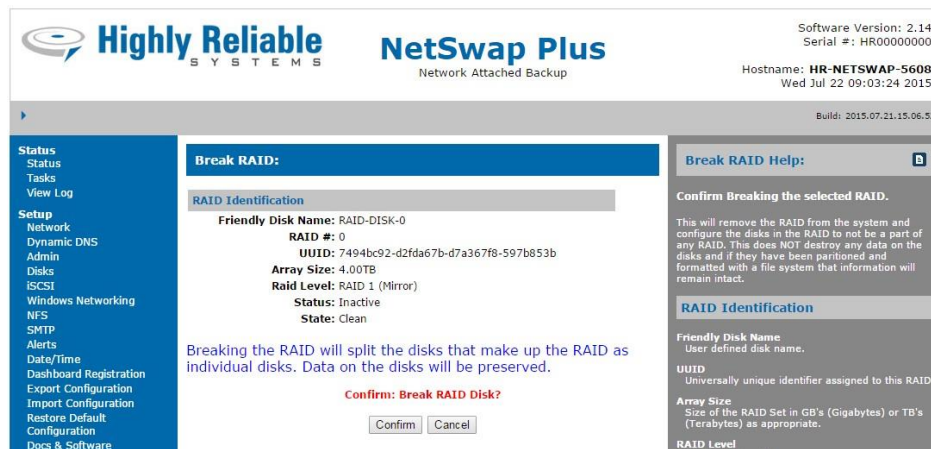 Highly Reliable
SYSTEMS
NetSwap Plus
Network Attached Backup
Software Version: 2.14
Serial #: HR00000000
Hostname: HR-NETSWAP-5608
Wed Jul 22 09:03:24 2015
Build: 2015.07.21.15.06.5
Status
Status
Tasks
View Log
Setup
Network
Dynamic DNS
Admin
Disks
iSCSI
Windows Networking
NFS
SMTP
Alerts
Date/Time
Dashboard Registration
Export Configuration
Import Configuration
Restore Default
Configuration
Docs & Software
Break RAID:
RAID Identification
Friendly Disk Name: RAID-DISK-0
RAID #: 0
UUID: 7494bc92-d2fda67b-d7a367f8-597b853b
Array Size: 4.00TB
Raid Level: RAID 1 (Mirror)
Status: Inactive
State: Clean
Breaking the RAID will split the disks that make up the RAID as
individual disks. Data on the disks will be preserved.
Confirm: Break RAID Disk?
Confirm Cancel
Break RAID Help:
Confirm Breaking the selected RAID.
This will remove the RAID from the system and
configure the disks in the RAID to not be a part of
any RAID. This does NOT destroy any data on the
disks and if they have been paritioned and
formatted with a file system that information will
remain intact.
RAID Identification
Friendly Disk Name
User defined disk name.
UUID
Universally unique identifier assigned to this RAID
Array Size
Size of the RAID Set in GB's (Gigabytes) or TB's
(Terabytes) as appropriate.
RAID Level